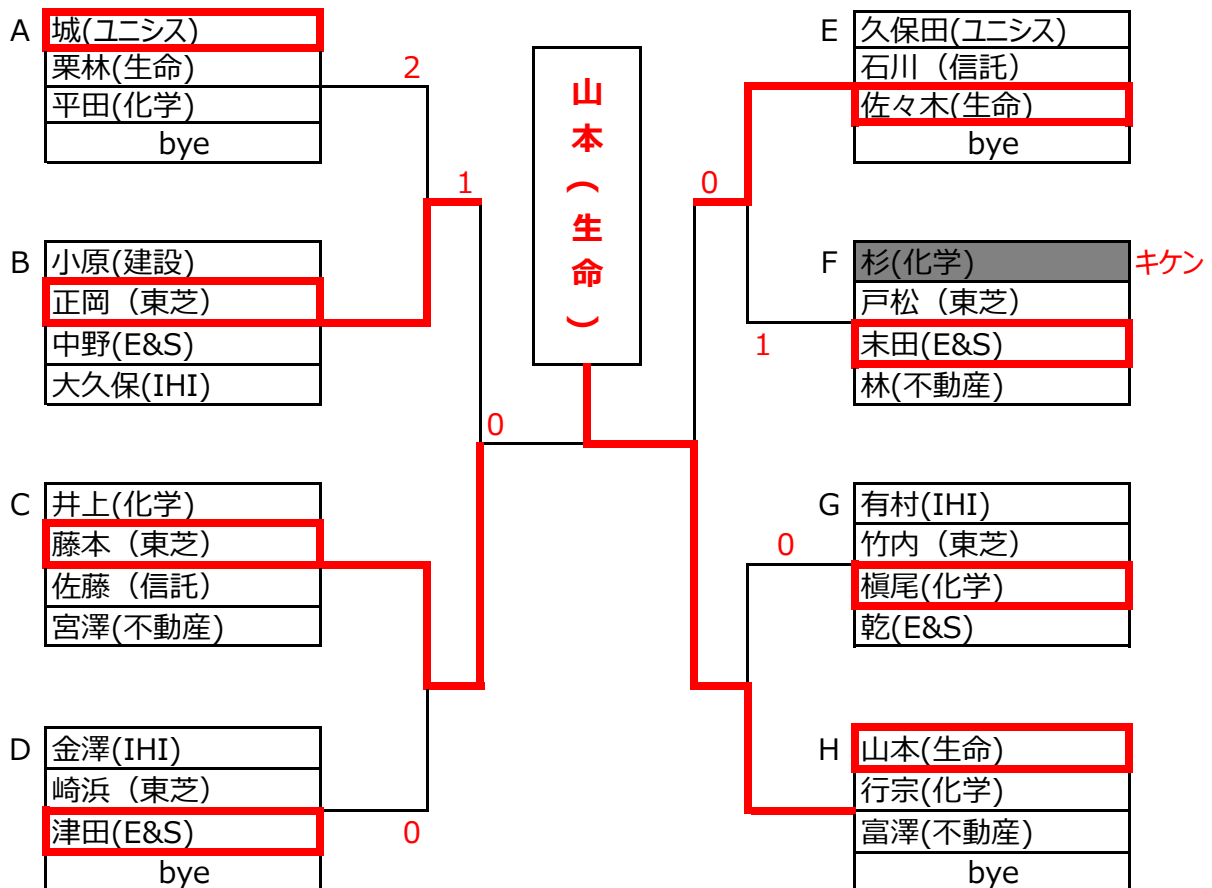 A
城(ユニシス)
栗林(生命)
平田(化学)
bye
2
1
B
小原(建設)
正岡（東芝）
中野(E&S)
大久保(IHI)
0
C
井上(化学)
藤本（東芝）
佐藤（信託）
宮澤(不動産)
D
金澤(IHI)
崎浜（東芝）
津田(E&S)
bye
0
山本（生命）
E
久保田(ユニシス)
石川（信託）
佐々木(生命)
bye
0
F
杉(化学)
キケン
戸松（東芝）
末田(E&S)
林(不動産)
1
G
有村(IHI)
竹内（東芝）
槇尾(化学)
乾(E&S)
0
H
山本(生命)
行宗(化学)
富澤(不動産)
bye